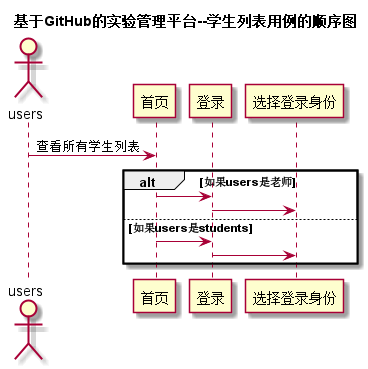 基于GitHub的实验管理平台--学生列表用例的顺序图
users
首页
登录
选择登录身份
查看所有学生列表
alt
[如果users是老师]
[如果users是students]
users
首页
登录
选择登录身份